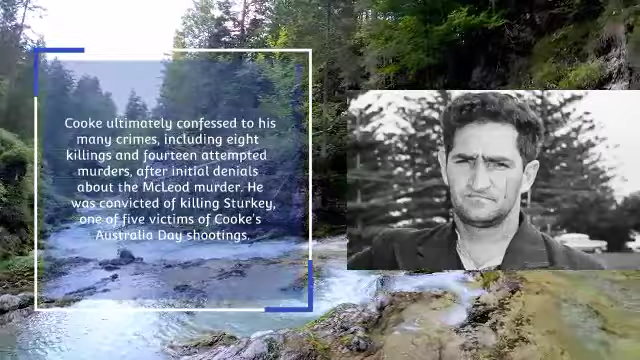 Cooke ultimately confessed to his
many crimes, including eight
killings and fourteen attempted
murders, after initial denials
about the McLeod murder. He
was convicted of killing Sturkey,
one of five victims of Cooke's
Australia Day shootings.